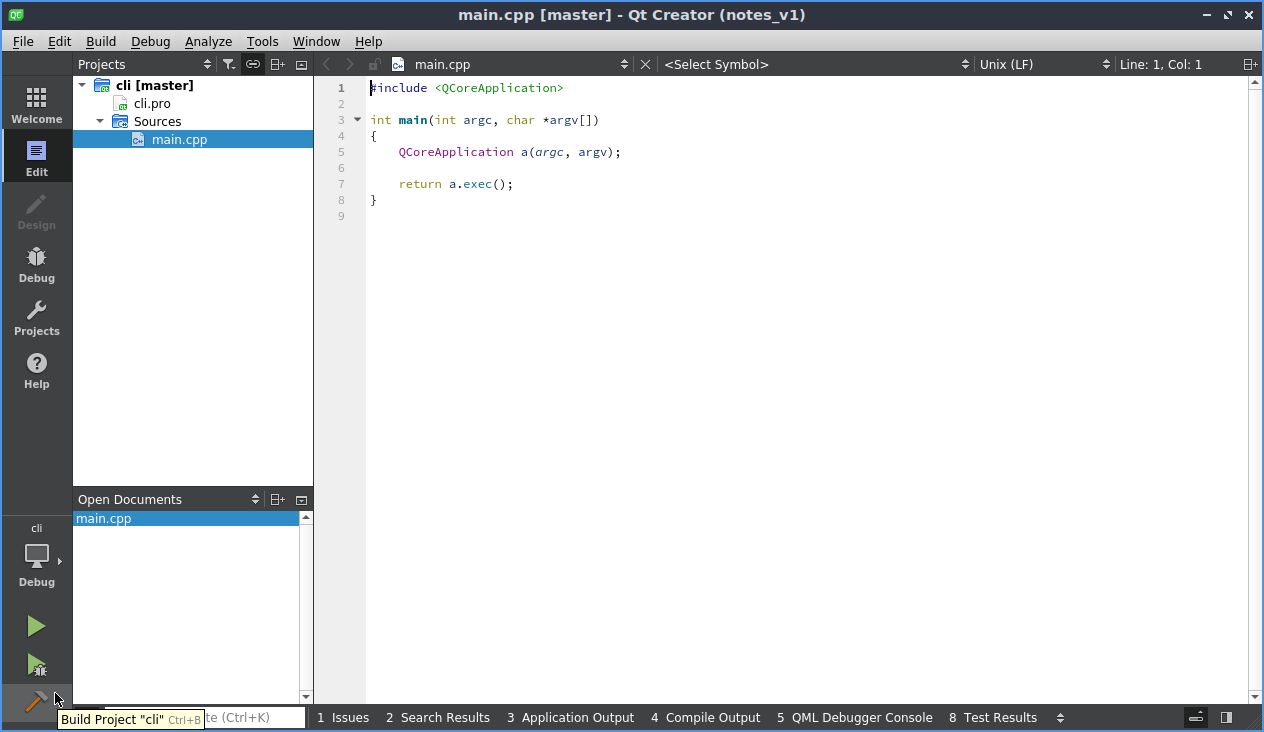 main.cpp [master] - Qt Creator (notes_v1)
File Edit Build Debug Analyze Tools Window Help
Projects main.cpp <Select Symbol> Unix (LF) Line: 1, Col: 1
Welcome
Edit
Design
Debug
Projects
Help
cli
Debug
cli [master]
cli.pro
Sources
main.cpp
Open Documents
main.cpp
1 #include <QCoreApplication>
2
3 int main(int argc, char *argv[])
4 {
5 QCoreApplication a(argc, argv);
6
7 return a.exec();
8 }
9
Build Project "cli" Ctrl+B
te (Ctrl+K)
1 Issues 2 Search Results 3 Application Output 4 Compile Output 5 QML Debugger Console 8 Test Results